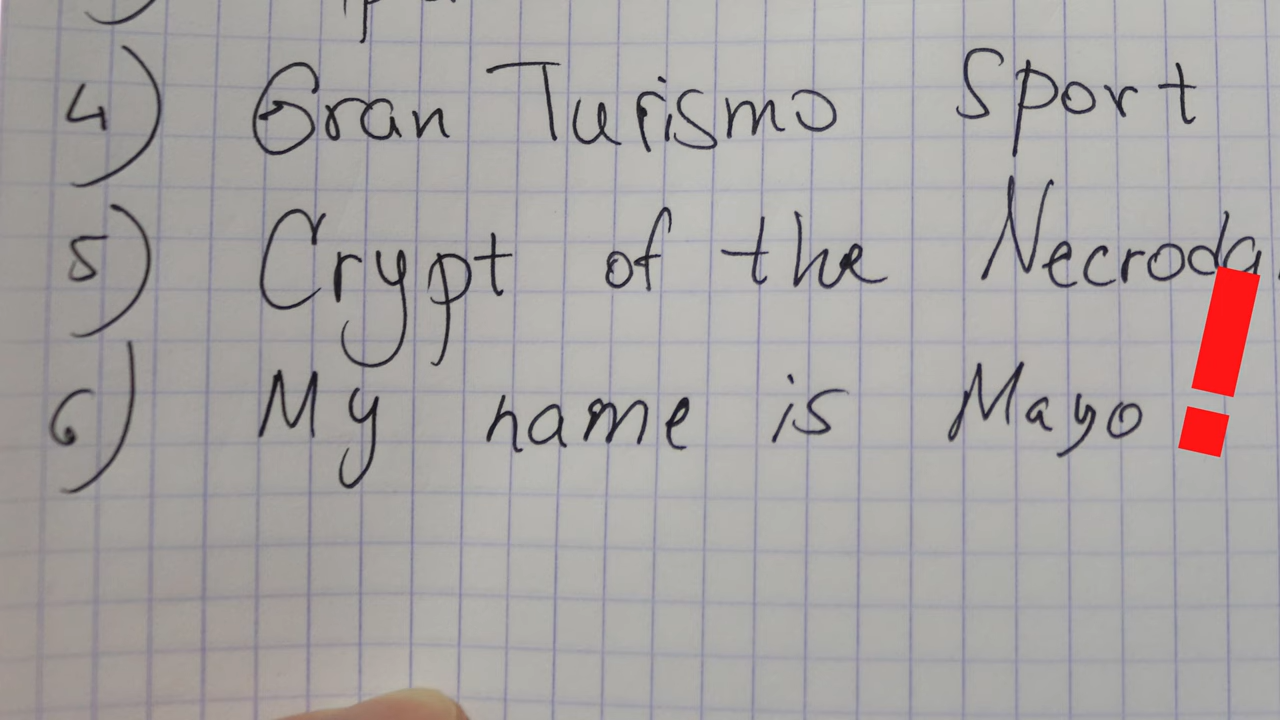 4) Gran Turismo Sport
5) Crypt of the Necroda
6) My name is Mayo!